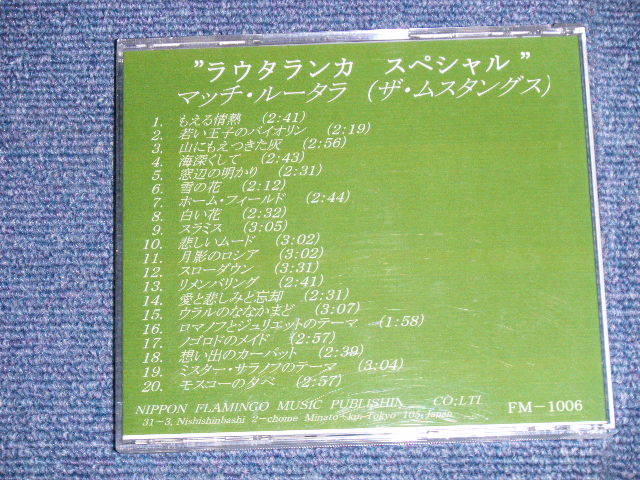 ”ラウタランカ　スペシャル”
マッチ・ルータラ　（ザ・ムスタングス）
1. もえる情熱　（2:41）
2. 若い王子のバイオリン　（2:19）
3. 山にもえつきた灰　（2:56）
4. 海深くして　（2:43）
5. 窓辺の明かり　（2:31）
6. 雪の花　（2:12）
7. ホーム・フィールド　（2:44）
8. 白い花　（2:32）
9. スラミス　（3:05）
10. 悲しいムード　（3:02）
11. 月影のロシア　（3:02）
12. スローダウン　（3:31）
13. リメンバリング　（2:41）
14. 愛と悲しみと忘却　（2:31）
15. ウラルのななかまど　（3:07）
16. ロマノフとジュリエットのテーマ　（1:58）
17. ノゴロドのメイド　（2:57）
18. 想い出のカーパット　（2:39）
19. ミスター・サラノフのテーマ　（3:04）
20. モスコーの夕べ　（2:57）
NIPPON FLAMINGO MUSIC PUBLISHIN CO;LTI
31-3, Nishishinbashi 2-chome Minato-ku, Tokyo 105, Japan
FM-1006